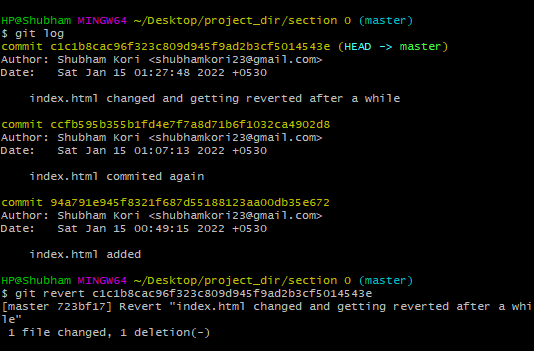 HP@Shubham MINGW64 ~/Desktop/project_dir/section 0 (master)
$ git log
commit c1c1b8cac96f323c809d945f9ad2b3cf5014543e (HEAD -> master)
Author: Shubham Kori <shubhamkori23@gmail.com>
Date:   Sat Jan 15 01:27:48 2022 +0530
    index.html changed and getting reverted after a while
commit ccfb595b355b1fd4e7f7a8d71b6f1032ca4902d8
Author: Shubham Kori <shubhamkori23@gmail.com>
Date:   Sat Jan 15 01:07:13 2022 +0530
    index.html commited again
commit 94a791e945f8321f687d55188123aa00db35e672
Author: Shubham Kori <shubhamkori23@gmail.com>
Date:   Sat Jan 15 00:49:15 2022 +0530
    index.html added
HP@Shubham MINGW64 ~/Desktop/project_dir/section 0 (master)
$ git revert c1c1b8cac96f323c809d945f9ad2b3cf5014543e
[master 723bf17] Revert "index.html changed and getting reverted after a whi
le"
 1 file changed, 1 deletion(-)